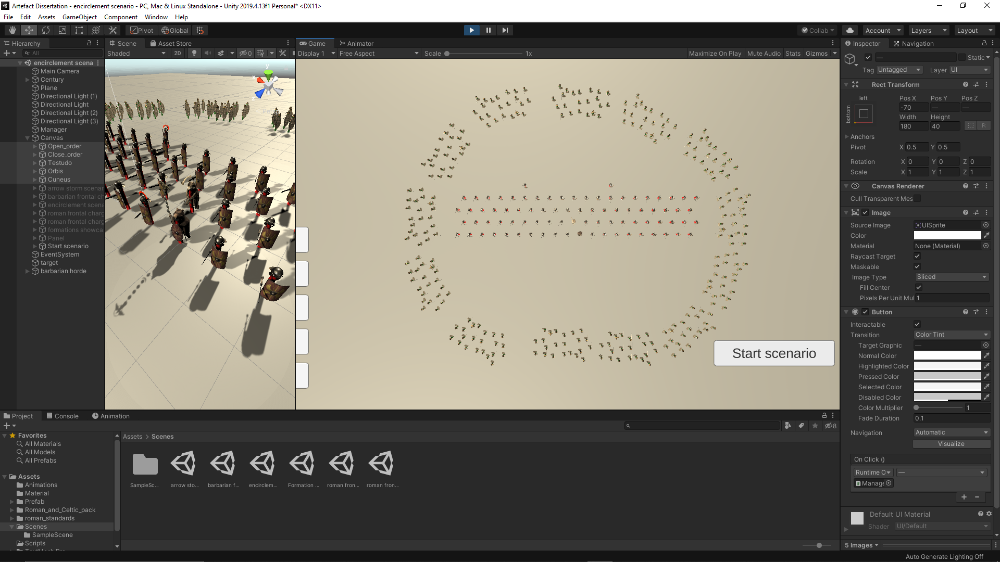 Artefact Dissertation - encirclement scenario - PC, Mac & Linux Standalone - Unity 2019.4.13f1 Personal* <DX11>
File Edit Assets GameObject Component Window Help
Pivot Global Collab Account Layers Layout
Hierarchy
All
encirclement scena
Main Camera
Century
Plane
Directional Light (1)
Directional Light
Directional Light (2)
Directional Light (3)
Manager
Canvas
Open_order
Close_order
Testudo
Orbis
Cuneus
arrow storm scenar
barbarian frontal ch
encirclement scena
roman frontal charg
roman frontal charg
formations showca
Panel
Start scenario
EventSystem
target
barbarian horde
Scene Asset Store
Shaded 2D 0
y
x
z
Persp
Game Animator
Display 1 Free Aspect Scale 1x Maximize On Play Mute Audio Stats Gizmos
Start scenario
Inspector Navigation
— Static
Tag Untagged Layer UI
Rect Transform
left Pos X Pos Y Pos Z
bottom -70 — —
Width Height
180 40 R
Anchors
Pivot X 0.5 Y 0.5
Rotation X 0 Y 0 Z 0
Scale X 1 Y 1 Z 1
Canvas Renderer
Cull Transparent Mes
Image
Source Image UISprite
Color
Material None (Material)
Raycast Target
Maskable
Image Type Sliced
Fill Center
Pixels Per Unit Mul 1
Button
Interactable
Transition Color Tint
Target Graphic —
Normal Color
Highlighted Color
Pressed Color
Selected Color
Disabled Color
Color Multiplier 1
Fade Duration 0.1
Navigation Automatic
Visualize
On Click ()
Runtime O —
Manage
+ −
Default UI Material
Shader UI/Default
5 Images
Auto Generate Lighting Off
Project Console Animation
8
Favorites
All Materials
All Models
All Prefabs
Assets
Animations
Material
Prefab
Roman_and_Celtic_pack
roman_standards
Scenes
SampleScene
Scripts
Assets > Scenes
SampleSc... arrow sto... barbarian f... encirclem... Formation ... roman fron... roman fron...